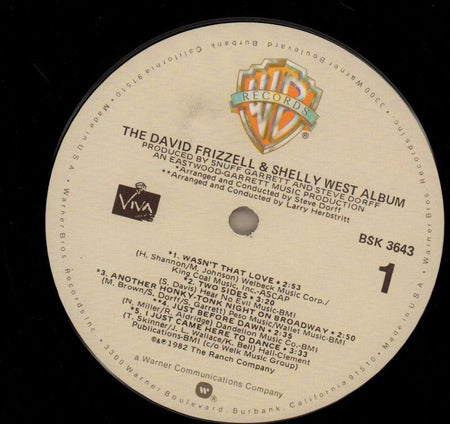 RECORDS
THE DAVID FRIZZELL & SHELLY WEST ALBUM
PRODUCED BY SNUFF GARRETT AND STEVE DORFF
AN EASTWOOD-GARRETT MUSIC PRODUCTION
*Arranged and Conducted by Steve Dorff
**Arranged and Conducted by Larry Herbstritt
VIVA
BSK 3643
1
*1. WASN'T THAT LOVE • 2:53
(H. Shannon/M. Johnson) Welbeck Music Corp./
King Coal Music, Inc.-ASCAP
*2. TWO SIDES • 3:20
(S. Davis) Hear No Evil Music-BMI
*3. ANOTHER HONKY-TONK NIGHT ON BROADWAY • 2:50
(M. Brown/S. Dorff/S. Garrett) Peso Music/Wallet Music-BMI
*4. JUST BEFORE DAWN • 2:35
(N. Miller/R. Aldridge) Dandelion Music Co.-BMI
**5. I JUST CAME HERE TO DANCE • 3:33
(T. Skinner/J. L. Wallace/K. Bell) Hall-Clement
Publications-BMI (c/o Welk Music Group)
©&℗ 1982 The Ranch Company
a Warner Communications Company
Made in U.S.A. • Warner Bros. Records Inc. • 3300 Warner Boulevard, Burbank, California 91510 •